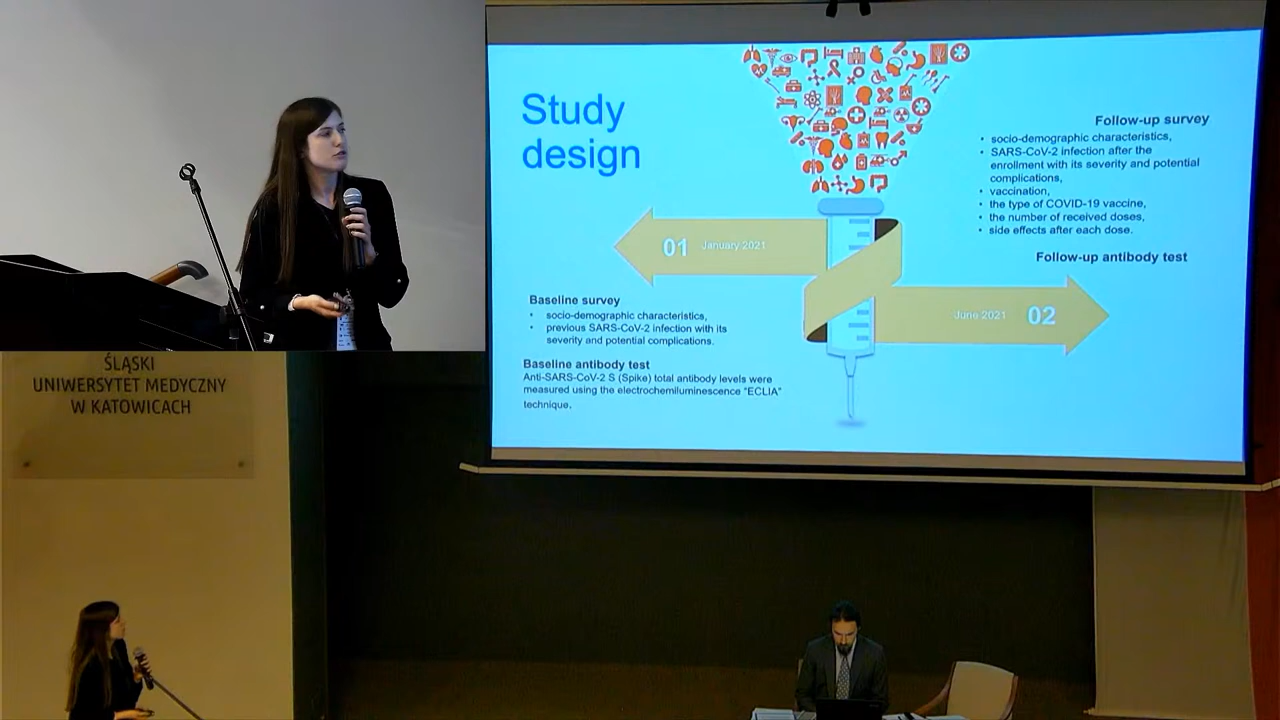 Study
design
Follow-up survey
• socio-demographic characteristics,
• SARS-CoV-2 infection after the
enrollment with its severity and potential
complications,
• vaccination,
• the type of COVID-19 vaccine,
• the number of received doses,
• side effects after each dose.
Follow-up antibody test
01 January 2021
June 2021 02
Baseline survey
• socio-demographic characteristics,
• previous SARS-CoV-2 infection with its
severity and potential complications.
Baseline antibody test
Anti-SARS-CoV-2 S (Spike) total antibody levels were
measured using the electrochemiluminescence "ECLIA"
technique.
ŚLĄSKI
UNIWERSYTET MEDYCZNY
W KATOWICACH